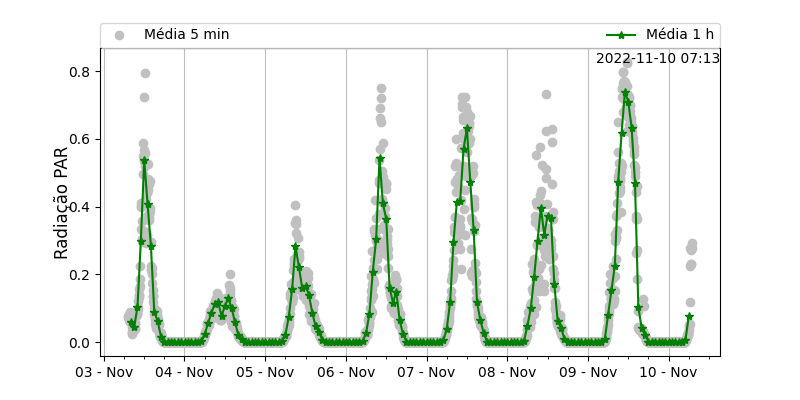 Média 5 min Média 1 h
2022-11-10 07:13
Radiação PAR
0.8
0.6
0.4
0.2
0.0
03 - Nov 04 - Nov 05 - Nov 06 - Nov 07 - Nov 08 - Nov 09 - Nov 10 - Nov